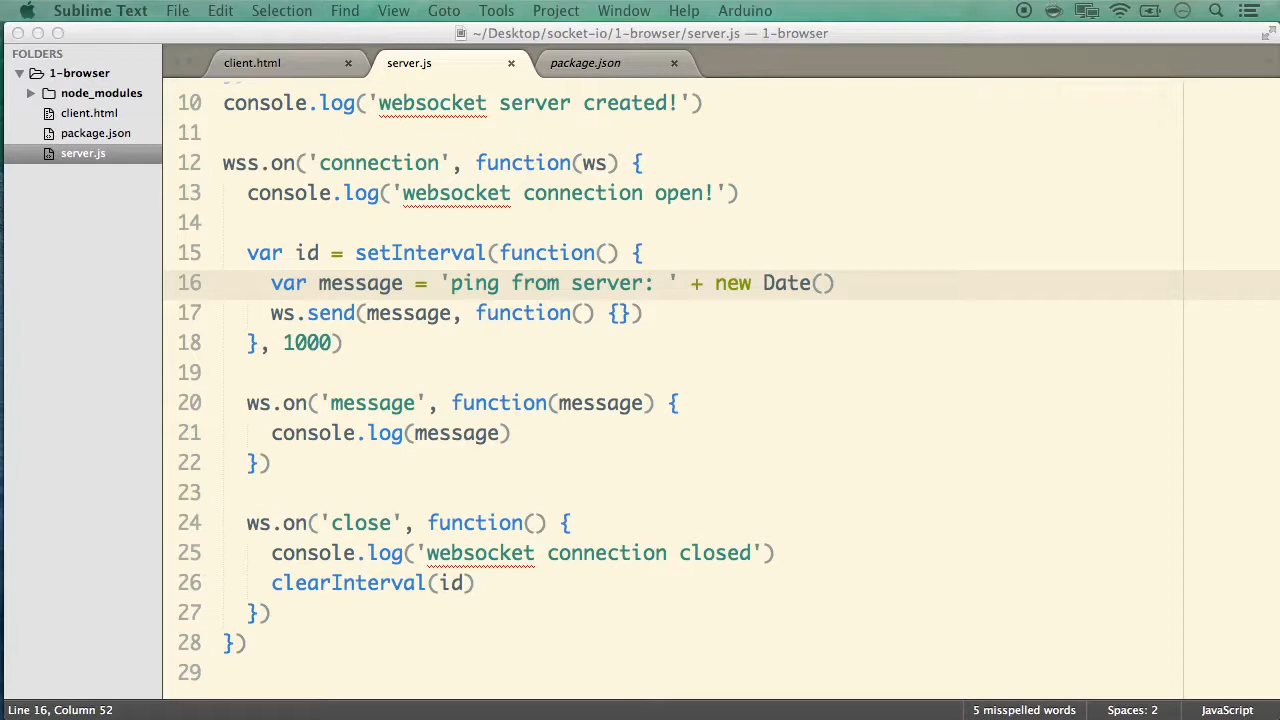 Sublime Text File Edit Selection Find View Goto Tools Project Window Help Arduino
~/Desktop/socket-io/1-browser/server.js — 1-browser
FOLDERS
1-browser
node_modules
client.html
package.json
server.js
client.html × server.js × package.json ×
10 console.log('websocket server created!')
11
12 wss.on('connection', function(ws) {
13   console.log('websocket connection open!')
14
15   var id = setInterval(function() {
16     var message = 'ping from server: ' + new Date()
17     ws.send(message, function() {})
18   }, 1000)
19
20   ws.on('message', function(message) {
21     console.log(message)
22   })
23
24   ws.on('close', function() {
25     console.log('websocket connection closed')
26     clearInterval(id)
27   })
28 })
29
Line 16, Column 52 5 misspelled words Spaces: 2 JavaScript